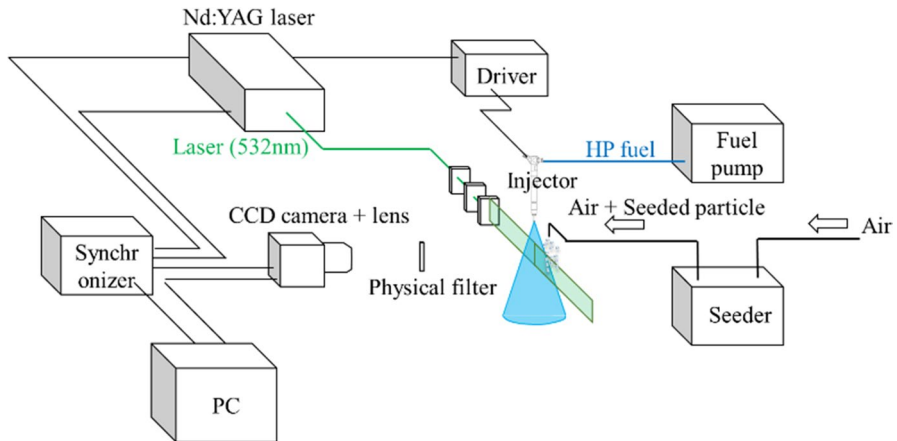 Nd:YAG laser
Driver
Laser (532nm)
HP fuel
Fuel
pump
Injector
CCD camera + lens
Air + Seeded particle
Air
Synchr
onizer
Physical filter
Seeder
PC